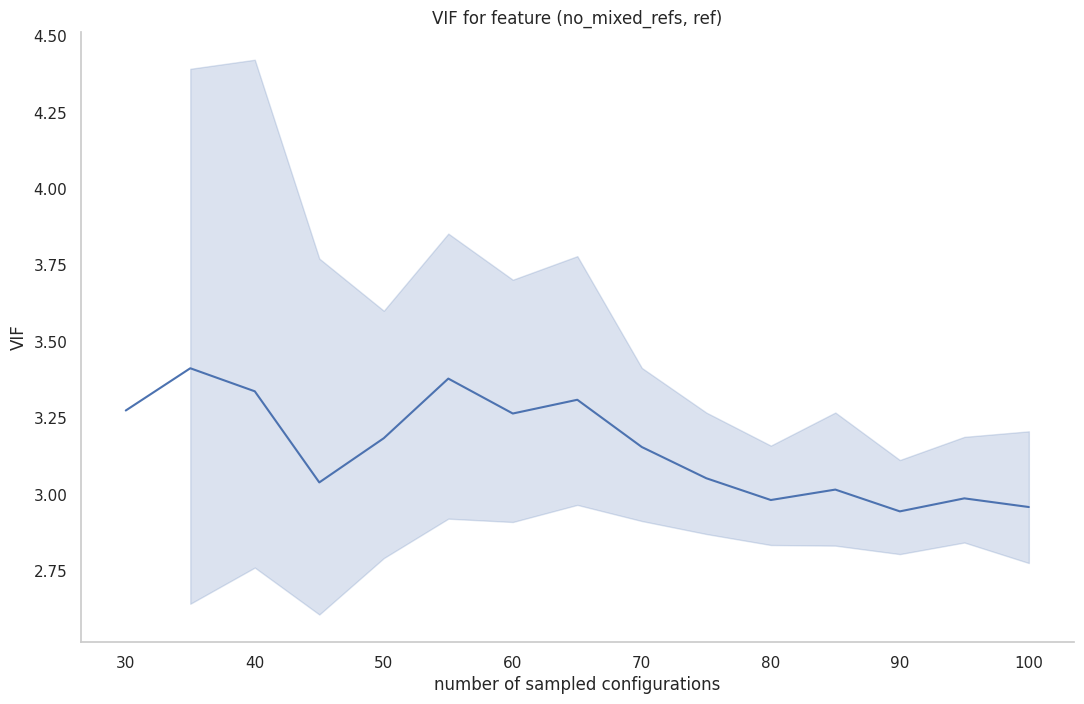 VIF for feature (no_mixed_refs, ref)
4.50
4.25
4.00
3.75
3.50
3.25
3.00
2.75
VIF
30 40 50 60 70 80 90 100
number of sampled configurations